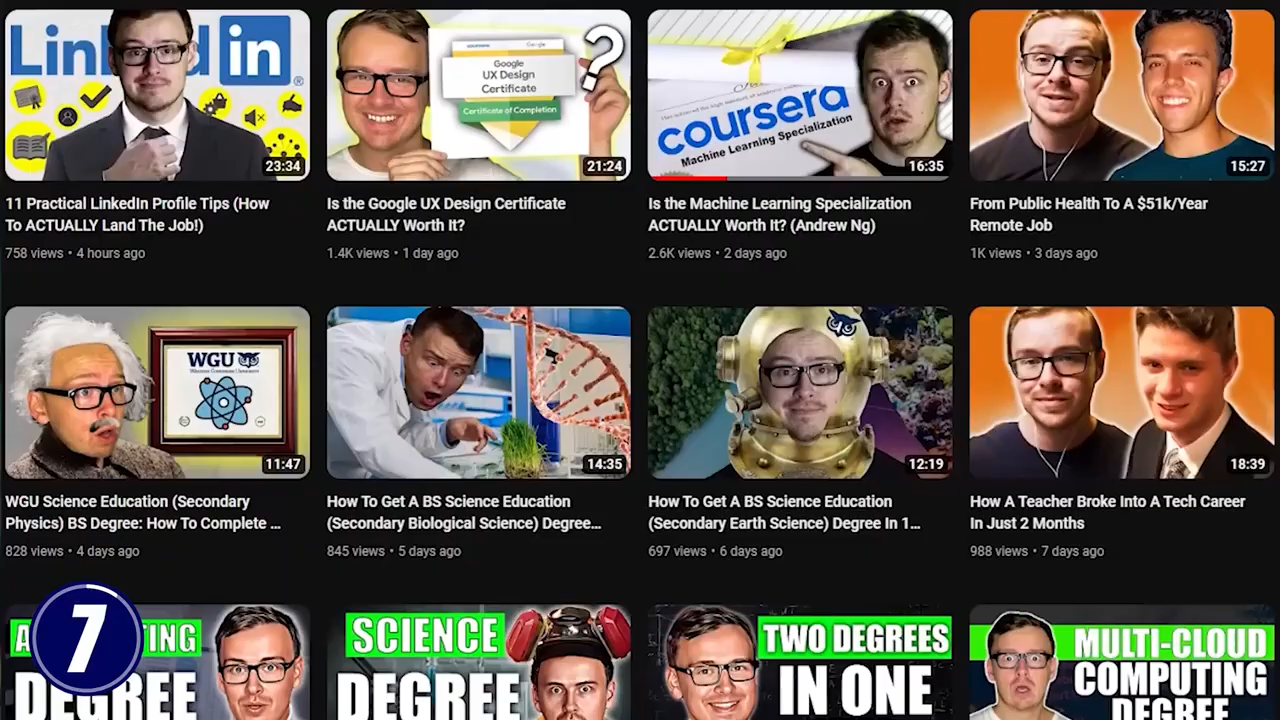 LinkedIn
®
23:34
coursera Google
Google
UX Design
Certificate
Certificate of Completion
?
21:24
coursera
Machine Learning Specialization
16:35
15:27
11 Practical LinkedIn Profile Tips (How
To ACTUALLY Land The Job!)
758 views • 4 hours ago
Is the Google UX Design Certificate
ACTUALLY Worth It?
1.4K views • 1 day ago
Is the Machine Learning Specialization
ACTUALLY Worth It? (Andrew Ng)
2.6K views • 2 days ago
From Public Health To A $51k/Year
Remote Job
1K views • 3 days ago
WGU
11:47
14:35
12:19
18:39
WGU Science Education (Secondary
Physics) BS Degree: How To Complete ...
828 views • 4 days ago
How To Get A BS Science Education
(Secondary Biological Science) Degree...
845 views • 5 days ago
How To Get A BS Science Education
(Secondary Earth Science) Degree In 1...
697 views • 6 days ago
How A Teacher Broke Into A Tech Career
In Just 2 Months
988 views • 7 days ago
7
DEGREE
SCIENCE
DEGREE
TWO DEGREES
IN ONE
MULTI-CLOUD
COMPUTING
DEGREE